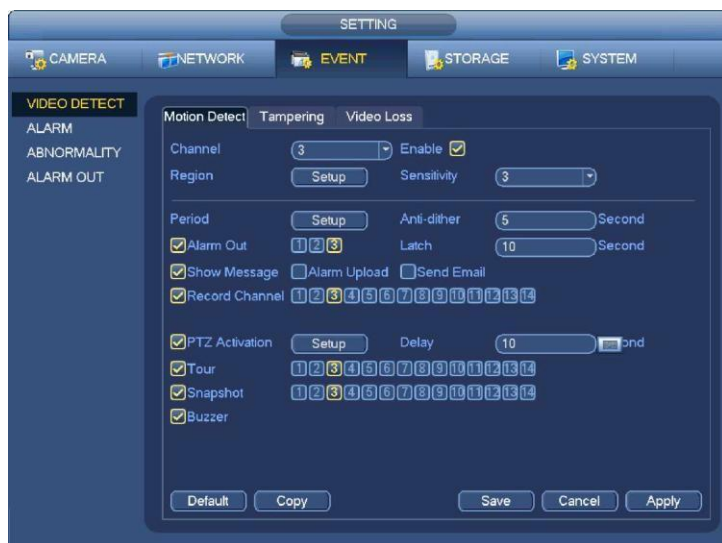 SETTING
CAMERA NETWORK EVENT STORAGE SYSTEM
VIDEO DETECT
ALARM
ABNORMALITY
ALARM OUT
Motion Detect Tampering Video Loss
Channel 3 Enable
Region Setup Sensitivity 3
Period Setup Anti-dither 5 Second
Alarm Out 1 2 3 Latch 10 Second
Show Message Alarm Upload Send Email
Record Channel 1 2 3 4 5 6 7 8 9 10 11 12 13 14
PTZ Activation Setup Delay 10 ond
Tour 1 2 3 4 5 6 7 8 9 10 11 12 13 14
Snapshot 1 2 3 4 5 6 7 8 9 10 11 12 13 14
Buzzer
Default Copy Save Cancel Apply